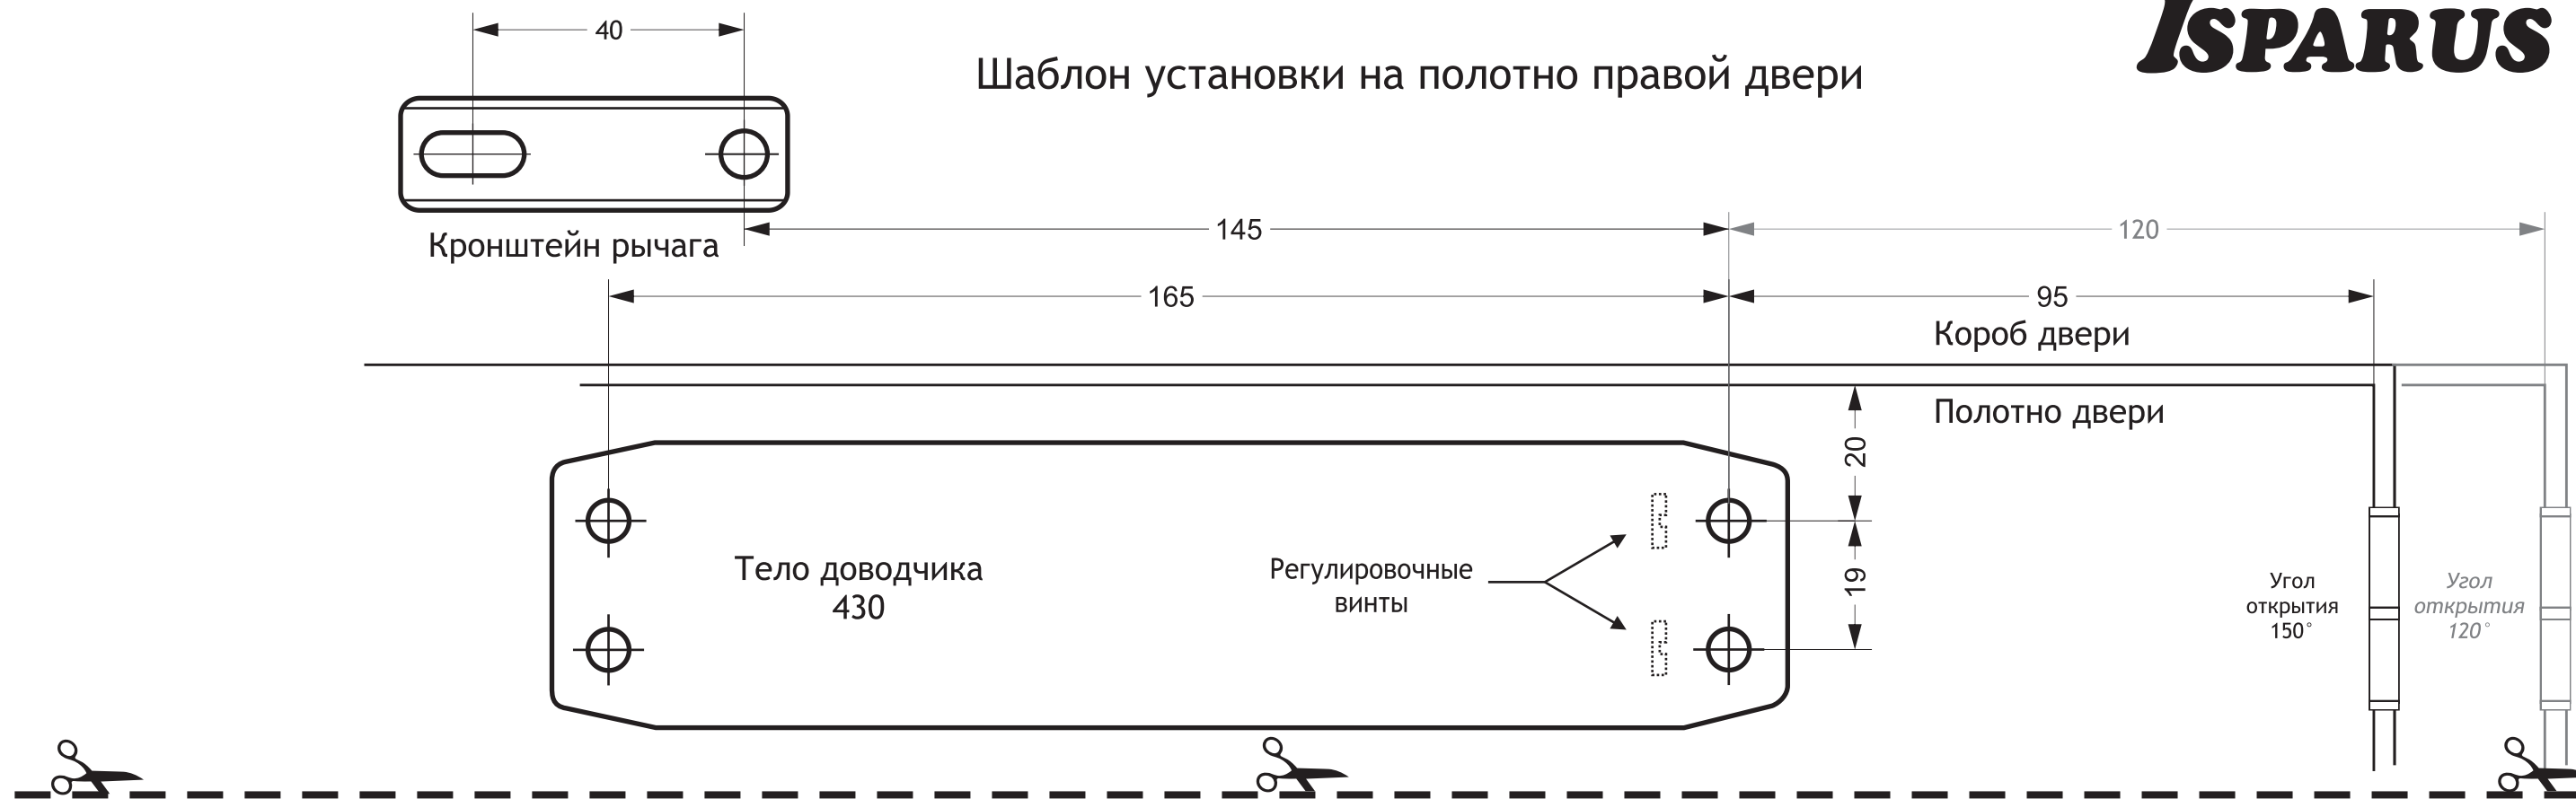 ISPARUS
40
Шаблон установки на полотно правой двери
Кронштейн рычага
145
120
165
95
Короб двери
Полотно двери
20
19
Тело доводчика
430
Регулировочные
винты
Угол
открытия
150°
Угол
открытия
120°